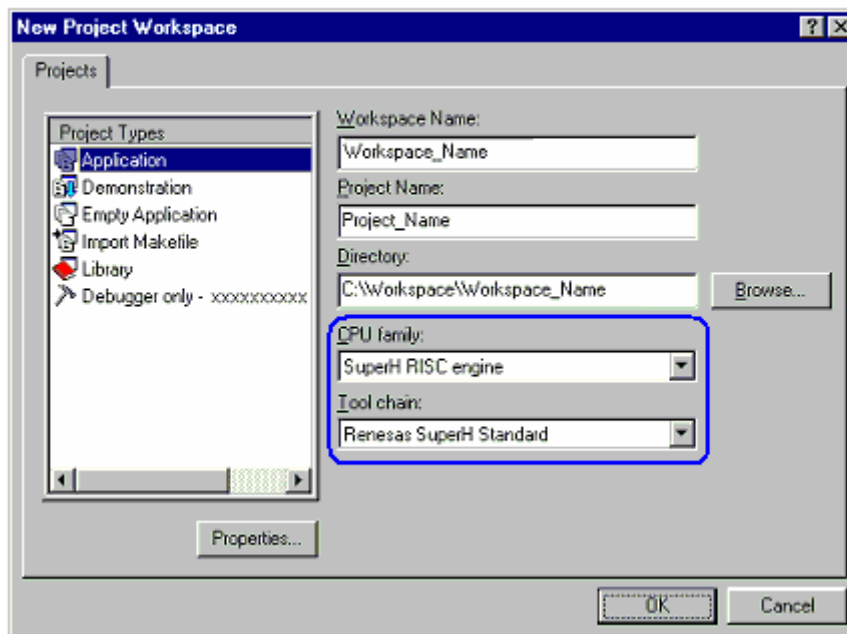 New Project Workspace
Projects
Project Types
Application
Demonstration
Empty Application
Import Makefile
Library
Debugger only - xxxxxxxxxx
Properties...
Workspace Name:
Workspace_Name
Project Name:
Project_Name
Directory:
C:\Workspace\Workspace_Name
Browse...
CPU family:
SuperH RISC engine
Tool chain:
Renesas SuperH Standard
OK
Cancel